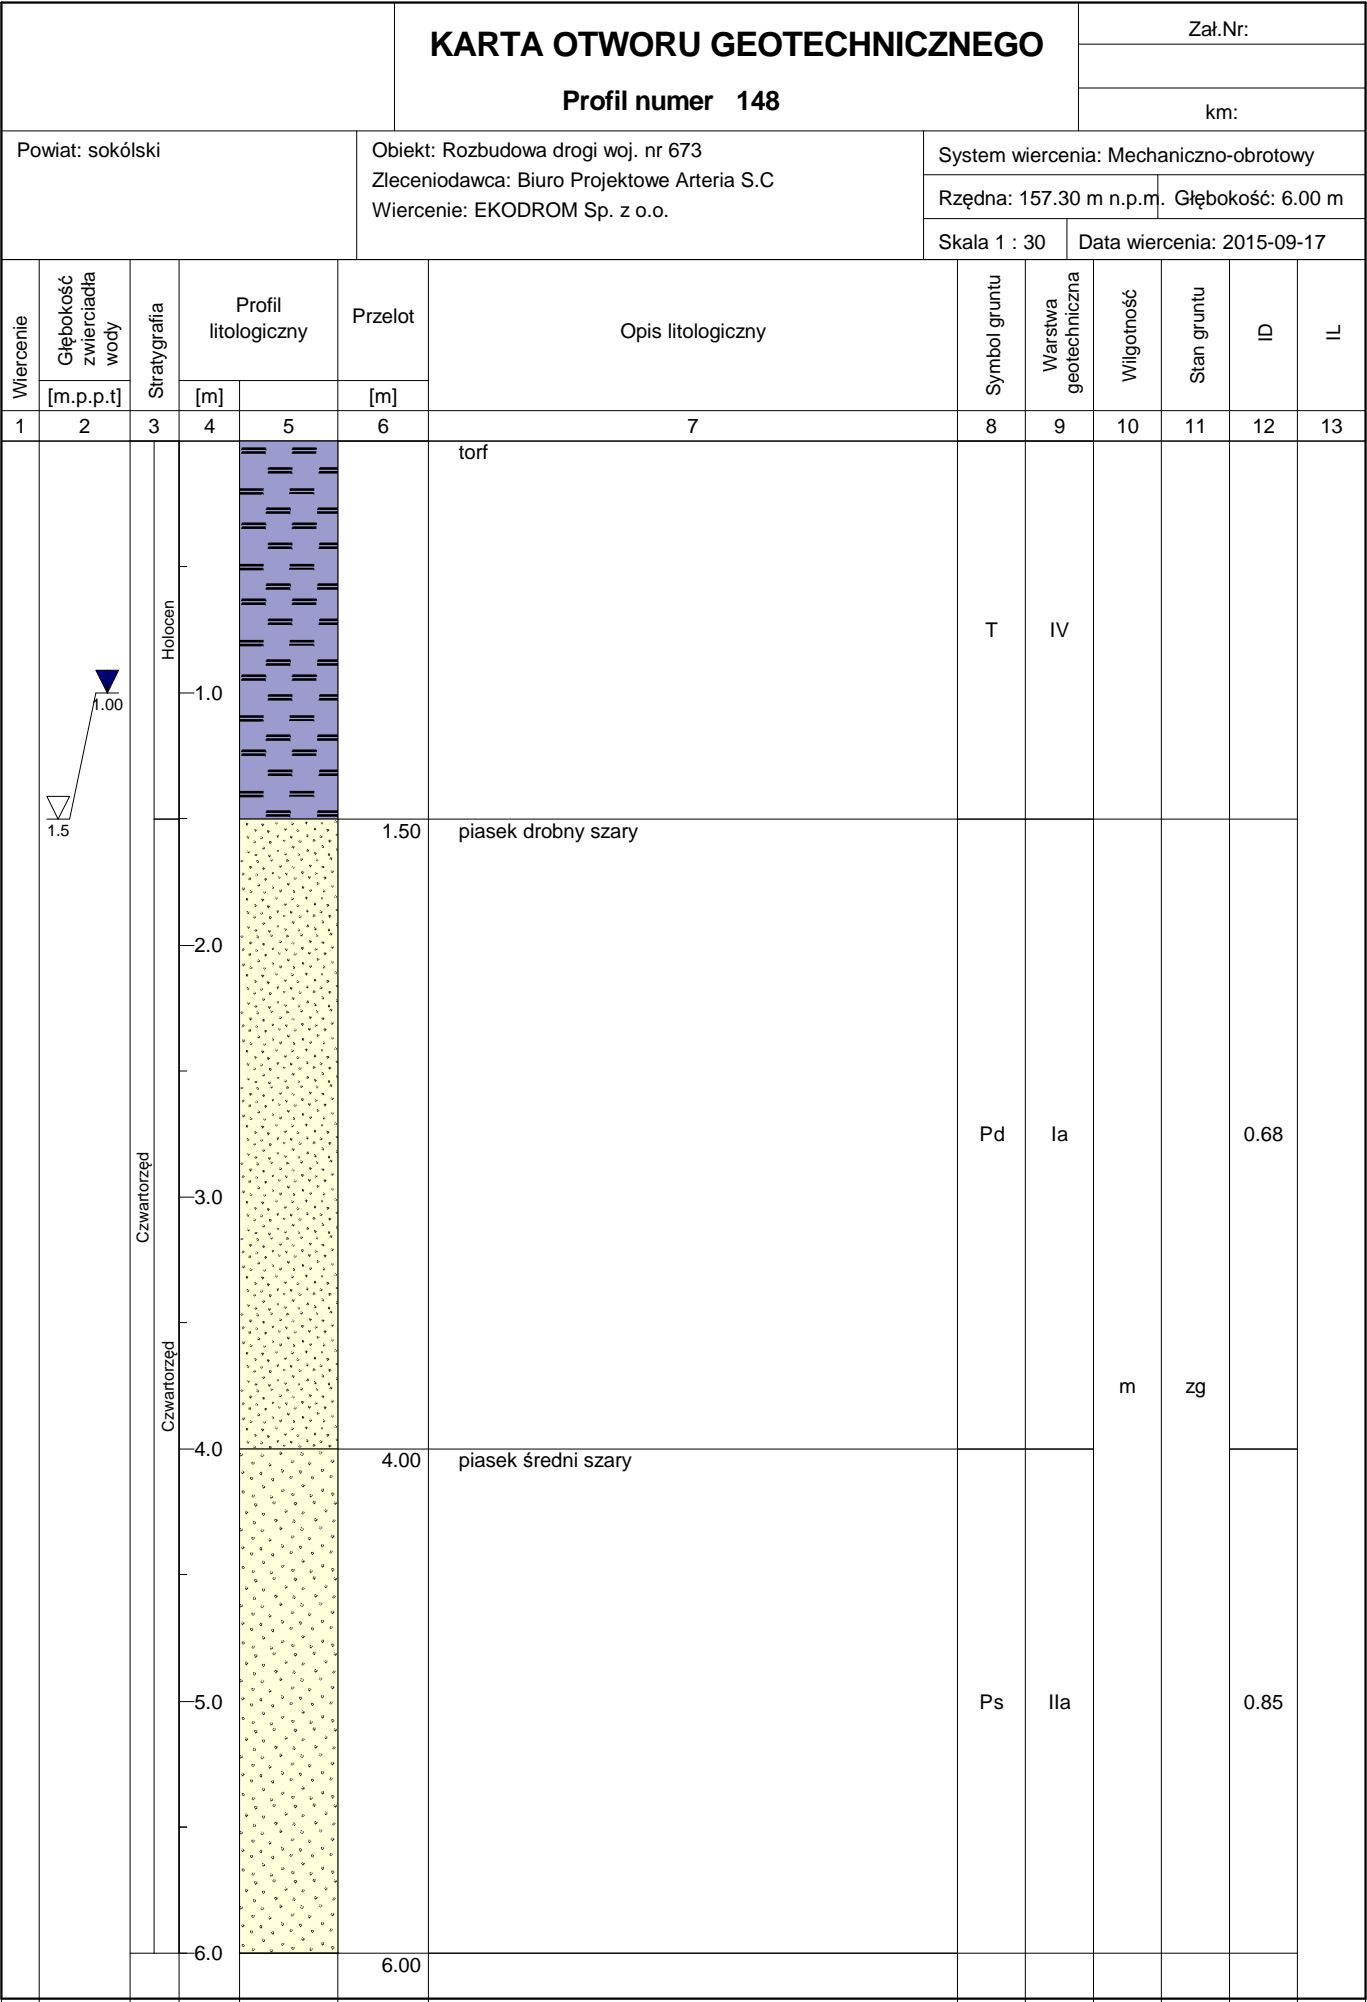 KARTA OTWORU GEOTECHNICZNEGO
Profil numer 148
Zał.Nr:
km:
Powiat: sokólski
Obiekt: Rozbudowa drogi woj. nr 673
Zleceniodawca: Biuro Projektowe Arteria S.C
Wiercenie: EKODROM Sp. z o.o.
System wiercenia: Mechaniczno-obrotowy
Rzędna: 157.30 m n.p.m. Głębokość: 6.00 m
Skala 1 : 30 Data wiercenia: 2015-09-17
Wiercenie
Głębokość
zwierciadła
wody
[m.p.p.t]
Stratygrafia
Profil
litologiczny
[m]
Przelot
[m]
Opis litologiczny
Symbol gruntu
Warstwa
geotechniczna
Wilgotność
Stan gruntu
ID
IL
1 2 3 4 5 6 7 8 9 10 11 12 13
torf
Holocen
T IV
1.0
1.00
1.5
1.50 piasek drobny szary
2.0
Pd Ia 0.68
Czwartorzęd
3.0
Czwartorzęd
m zg
4.0
4.00 piasek średni szary
5.0 Ps IIa 0.85
6.0
6.00